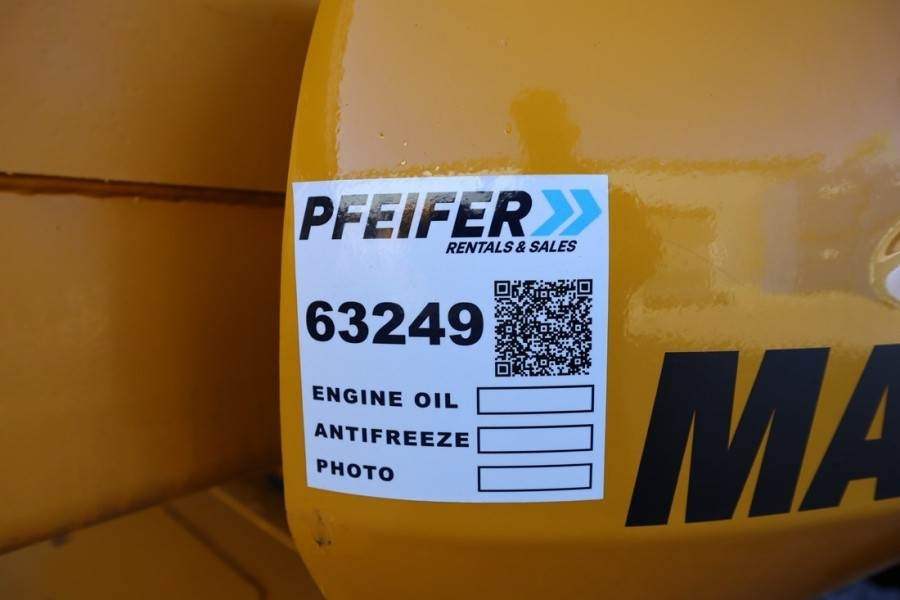 PFEIFER
RENTALS & SALES
63249
ENGINE OIL
ANTIFREEZE
PHOTO
MA